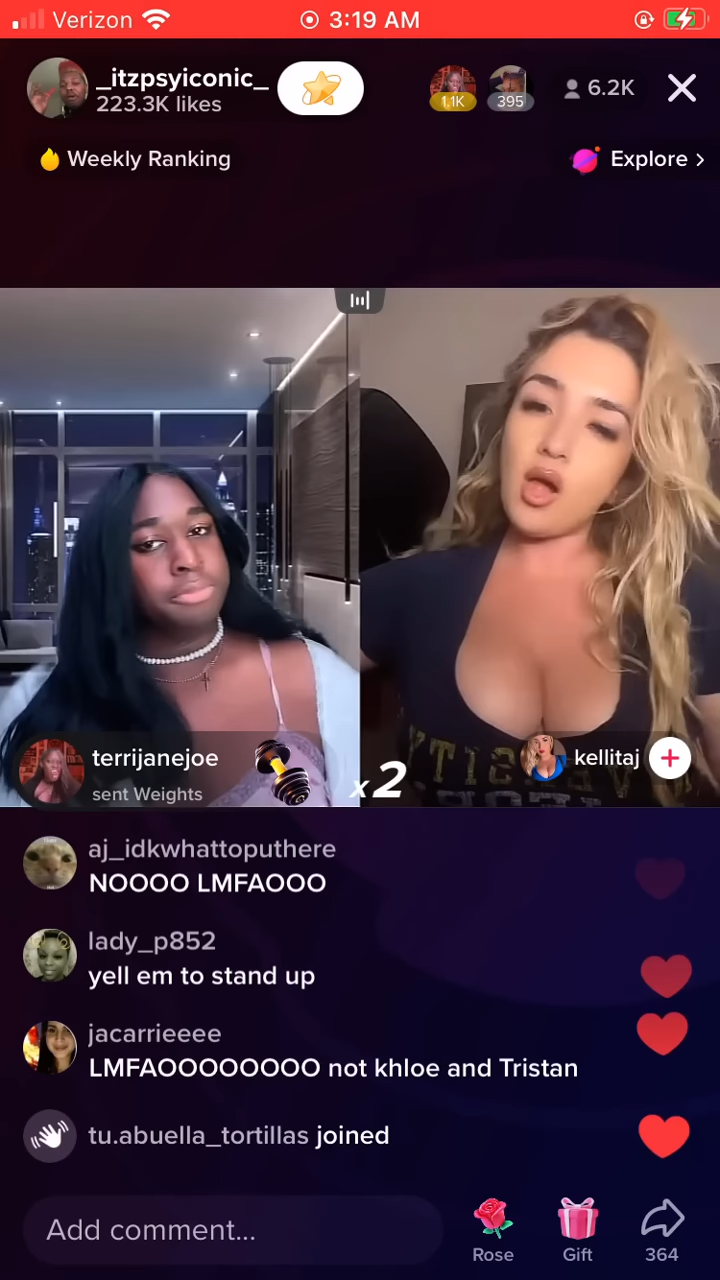 Verizon 3:19 AM
_itzpsyiconic_
223.3K likes
1.1K
395
6.2K
Weekly Ranking
Explore >
terrijanejoe
sent Weights
x2
kellitaj
aj_idkwhattoputhere
NOOOO LMFAOOO
lady_p852
yell em to stand up
jacarrieeee
LMFAOOOOOOOO not khloe and Tristan
tu.abuella_tortillas joined
Add comment...
Rose
Gift
364